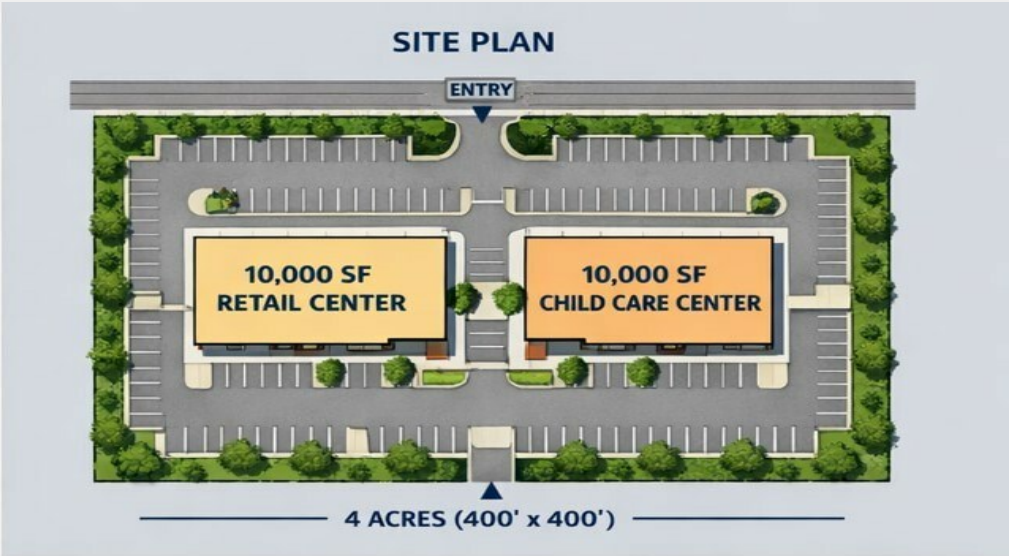 SITE PLAN
ENTRY
10,000 SF
RETAIL CENTER
10,000 SF
CHILD CARE CENTER
4 ACRES (400' x 400')